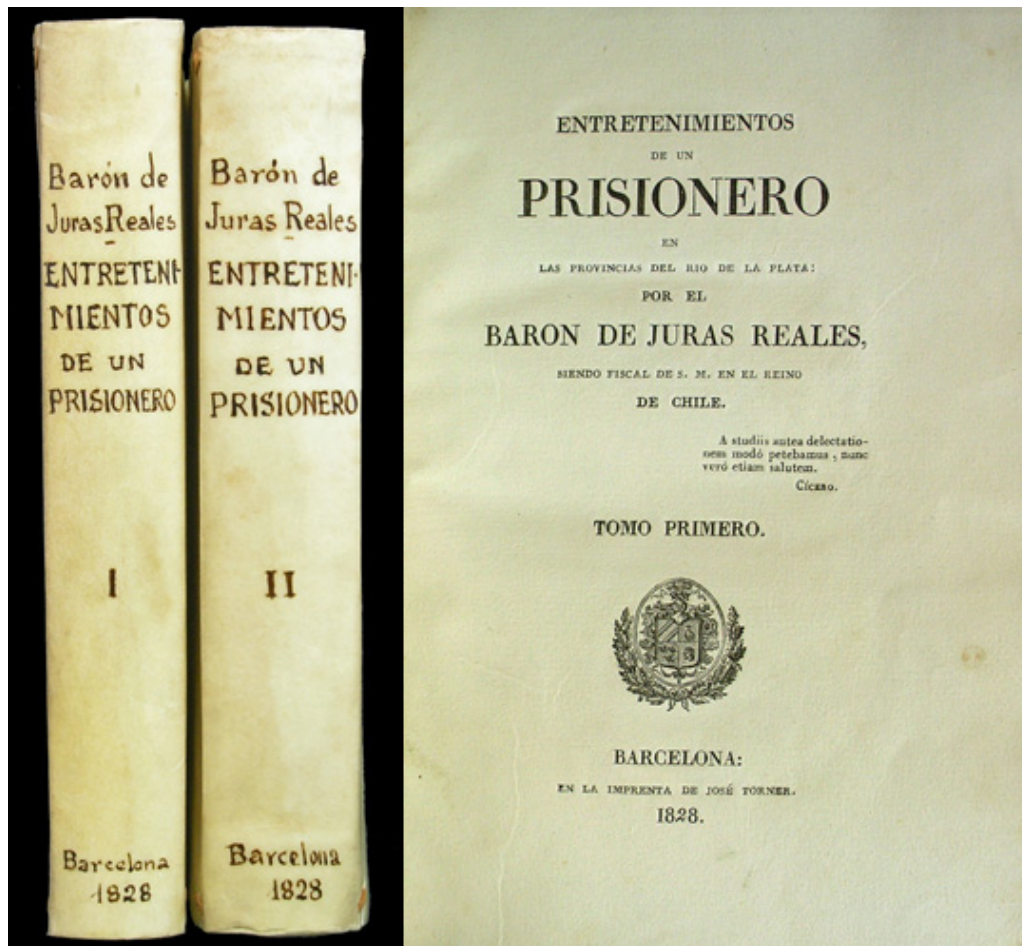 Barón de
Juras Reales
ENTRETENI-
MIENTOS
DE UN
PRISIONERO
I
Barcelona
1828
Barón de
Juras Reales
ENTRETENI-
MIENTOS
DE UN
PRISIONERO
II
Barcelona
1828
ENTRETENIMIENTOS
DE UN
PRISIONERO
EN
LAS PROVINCIAS DEL RIO DE LA PLATA:
POR EL
BARON DE JURAS REALES,
SIENDO FISCAL DE S. M. EN EL REINO
DE CHILE.
A studiis antea delectatio-
nem modó petebamus, nunc
veró etiam salutem.
Cícero.
TOMO PRIMERO.
BARCELONA:
EN LA IMPRENTA DE JOSÉ TORNER.
1828.